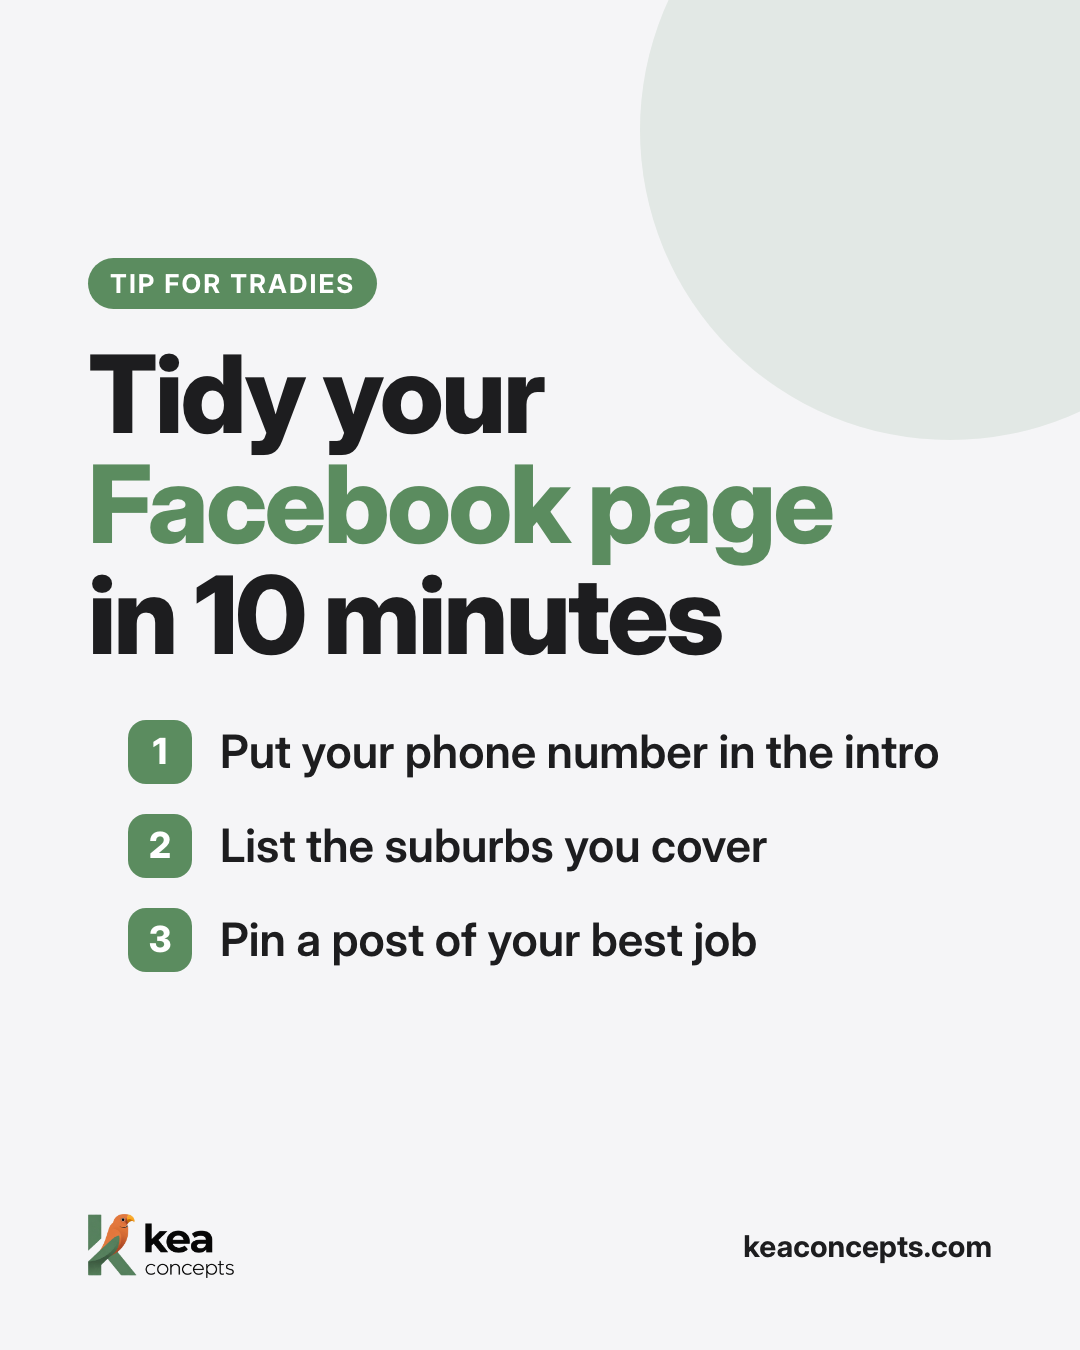 TIP FOR TRADIES
Tidy your
Facebook page
in 10 minutes
1 Put your phone number in the intro
2 List the suburbs you cover
3 Pin a post of your best job
kea
concepts
keaconcepts.com